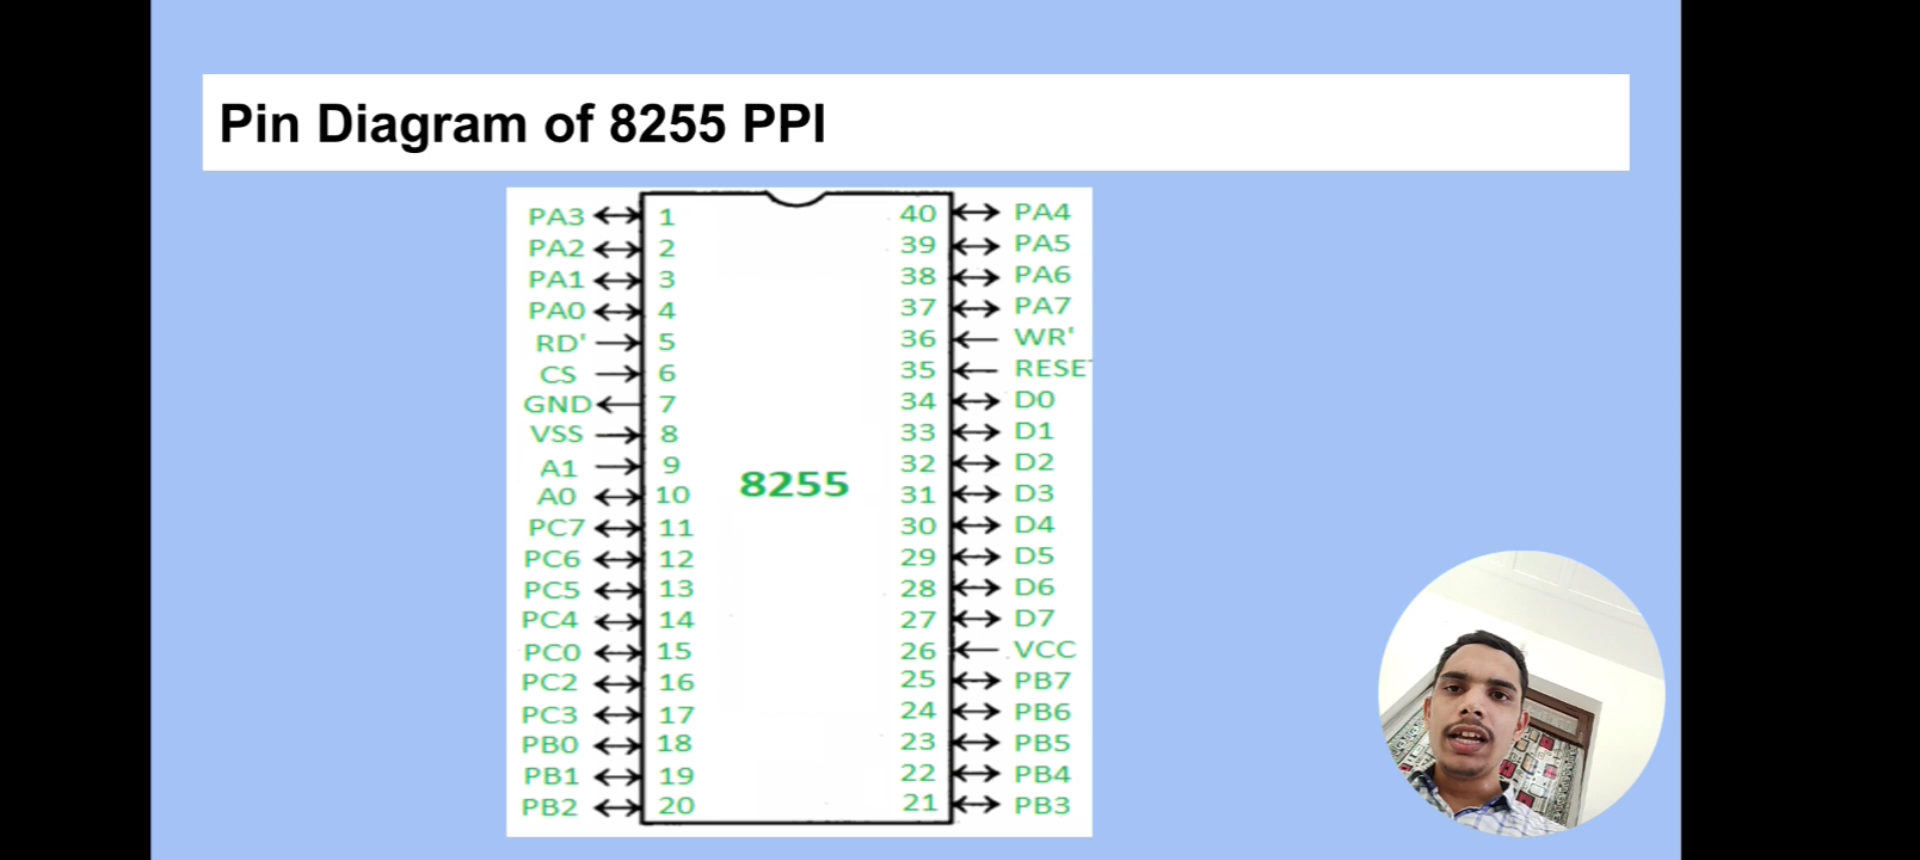 Pin Diagram of 8255 PPI
PA3 1 40 PA4
PA2 2 39 PA5
PA1 3 38 PA6
PA0 4 37 PA7
RD' 5 36 WR'
CS 6 35 RESET
GND 7 34 D0
VSS 8 33 D1
A1 9 32 D2
8255
A0 10 31 D3
PC7 11 30 D4
PC6 12 29 D5
PC5 13 28 D6
PC4 14 27 D7
PC0 15 26 VCC
PC2 16 25 PB7
PC3 17 24 PB6
PB0 18 23 PB5
PB1 19 22 PB4
PB2 20 21 PB3